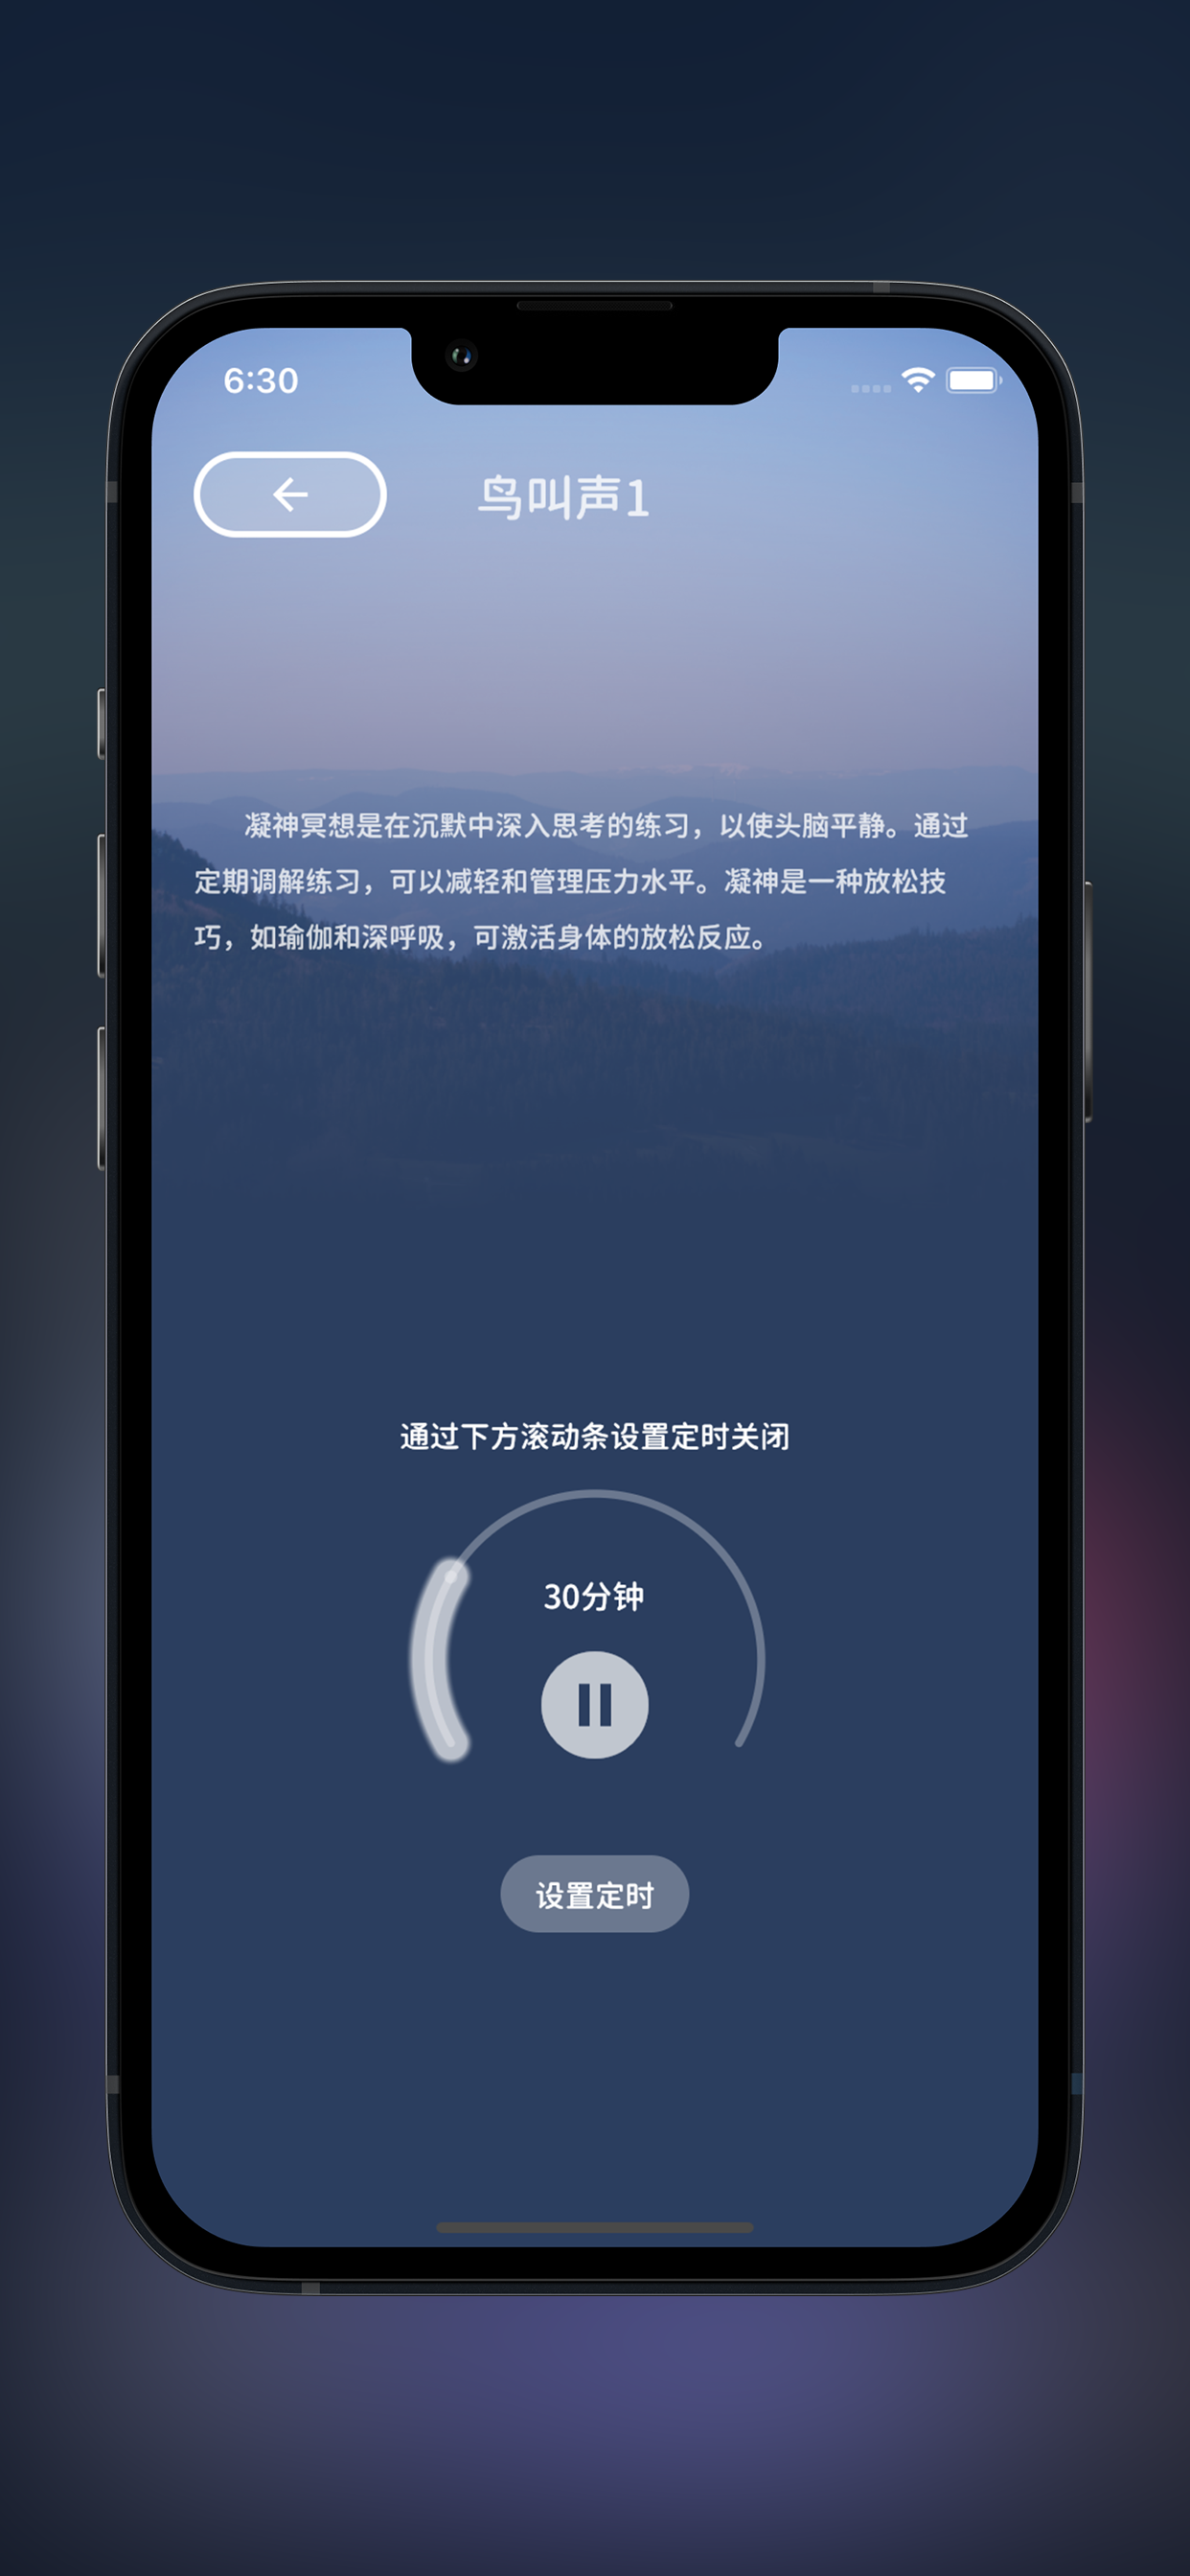 6:30
鸟叫声1
凝神冥想是在沉默中深入思考的练习，以使头脑平静。通过
定期调解练习，可以减轻和管理压力水平。凝神是一种放松技
巧，如瑜伽和深呼吸，可激活身体的放松反应。
通过下方滚动条设置定时关闭
30分钟
设置定时